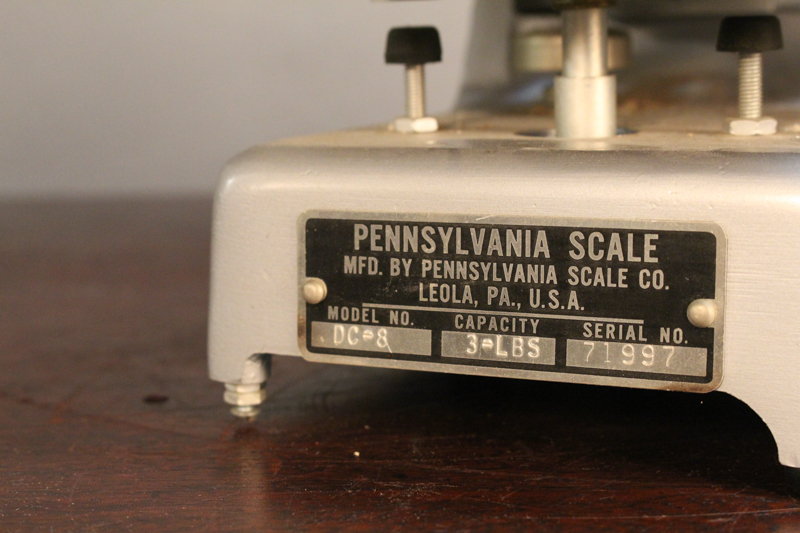 PENNSYLVANIA SCALE
MFD. BY PENNSYLVANIA SCALE CO.
LEOLA, PA., U.S.A.
MODEL NO. CAPACITY SERIAL NO.
DC-8 3-LBS 71997